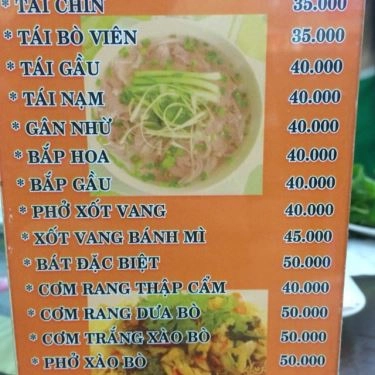 * TÁI CHÍN 35.000
* TÁI BÒ VIÊN 35.000
* TÁI GẦU 40.000
* TÁI NẠM 40.000
* GÂN NHỪ 40.000
* BẮP HOA 40.000
* BẮP GẦU 40.000
* PHỞ XỐT VANG 40.000
* XỐT VANG BÁNH MÌ 45.000
* BÁT ĐẶC BIỆT 50.000
* CƠM RANG THẬP CẨM 40.000
* CƠM RANG DƯA BÒ 50.000
* CƠM TRẮNG XÀO BÒ 50.000
* PHỞ XÀO BÒ 50.000